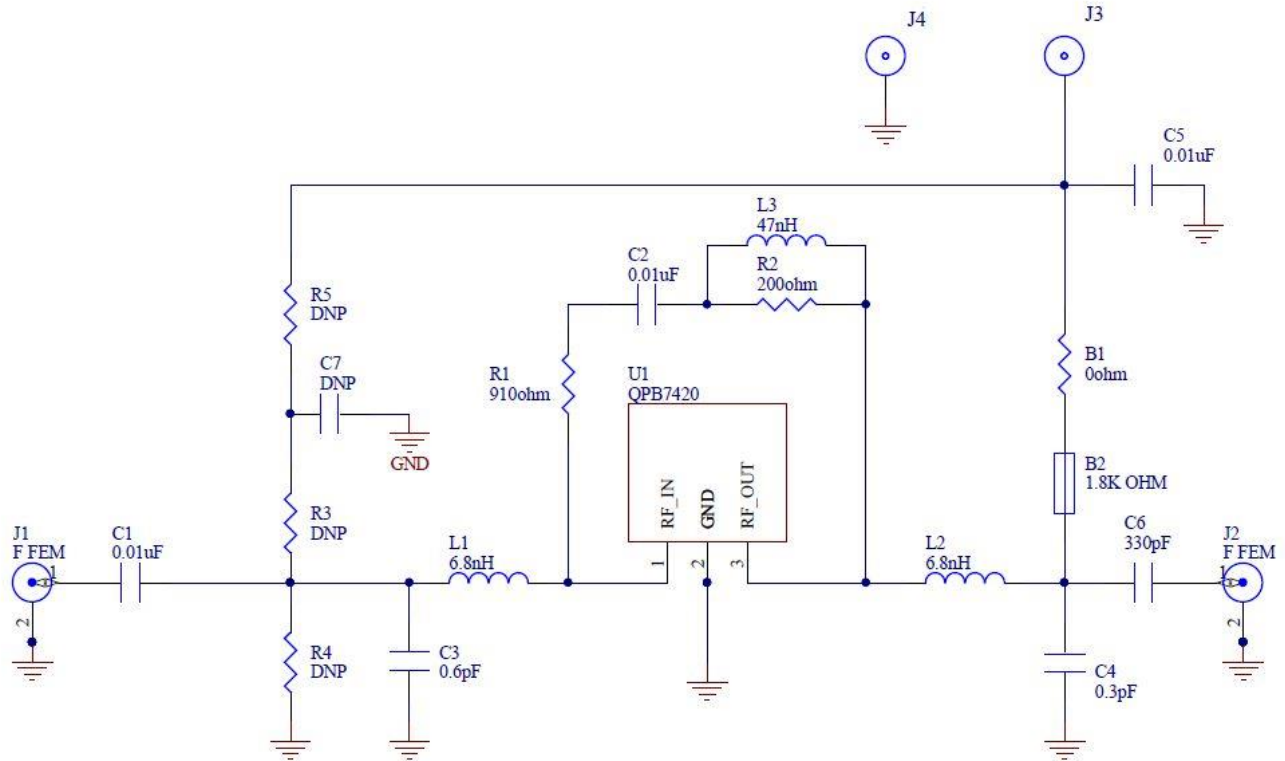 J4
J3
C5
0.01uF
L3
47nH
C2
0.01uF
R2
200ohm
R5
DNP
B1
0ohm
C7
DNP
R1
910ohm
U1
QPB7420
GND
RF_IN
GND
RF_OUT
B2
1.8K OHM
R3
DNP
J1
F FEM
C1
0.01uF
L1
6.8nH
L2
6.8nH
C6
330pF
J2
F FEM
1
1
2
3
1
2
2
R4
DNP
C3
0.6pF
C4
0.3pF